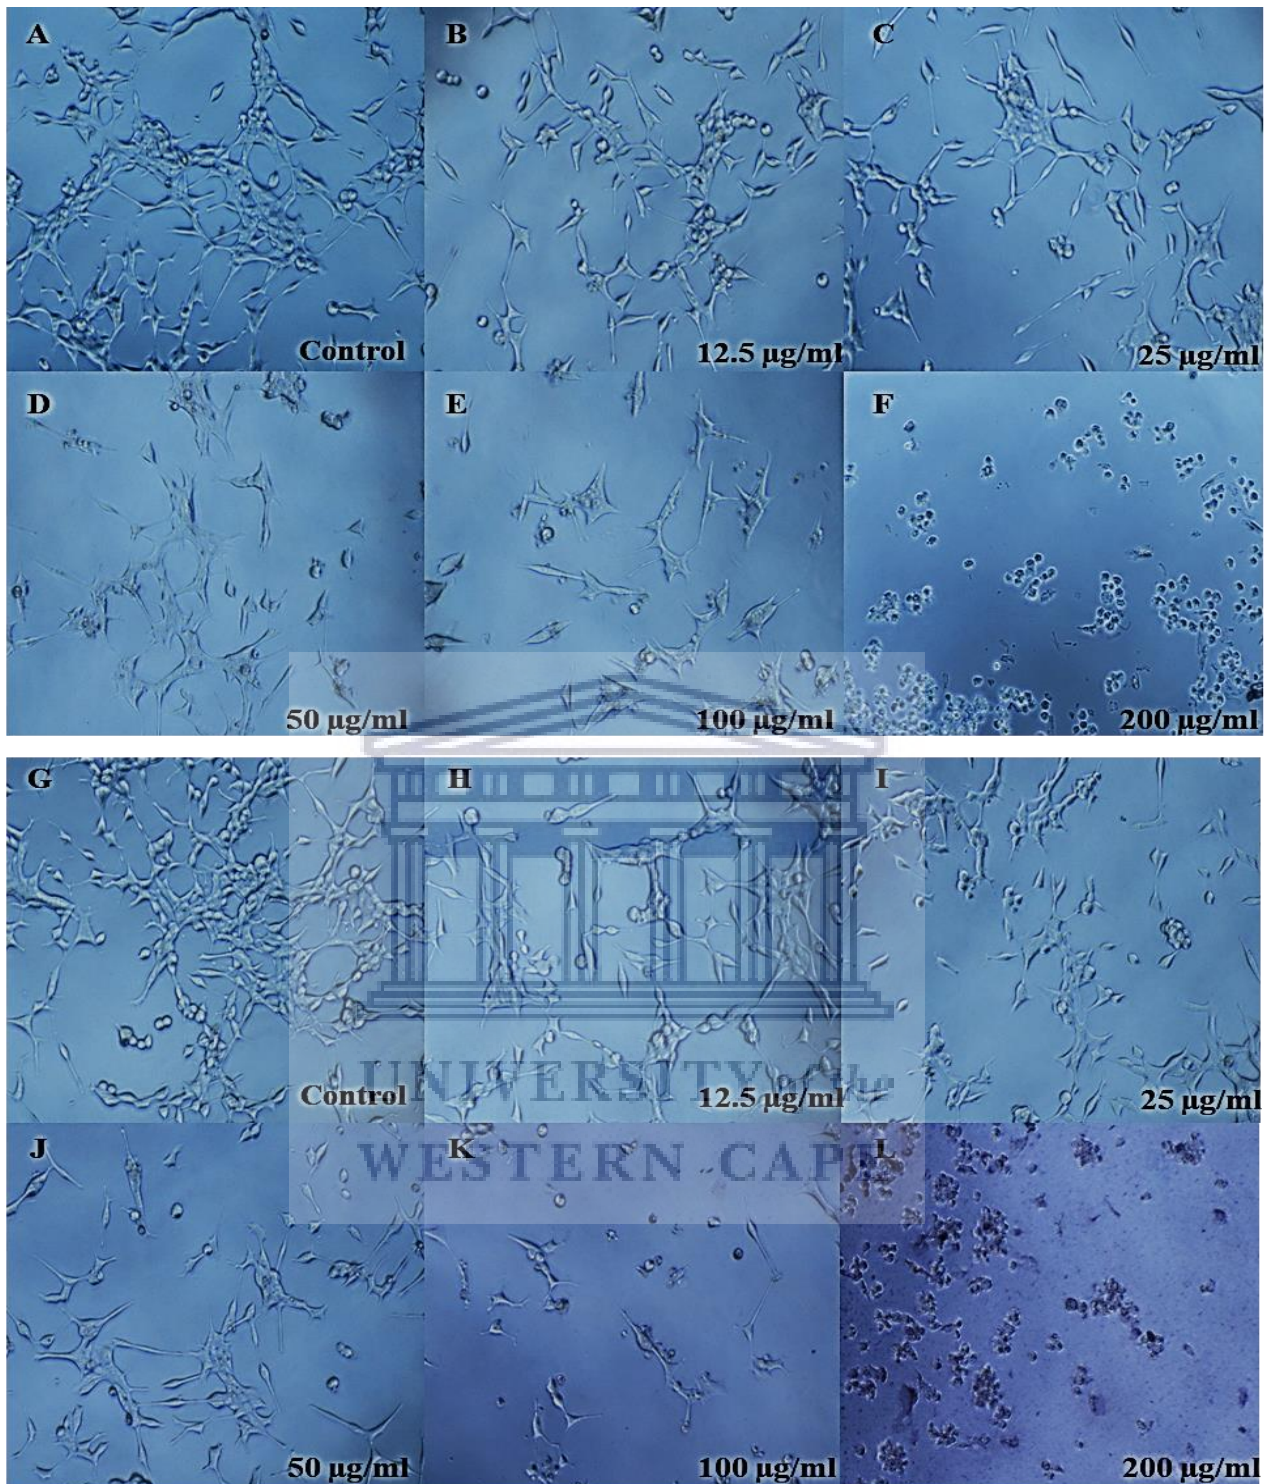 A
B
C
Control
12.5 µg/ml
25 µg/ml
D
E
F
50 µg/ml
100 µg/ml
200 µg/ml
G
H
I
Control
12.5 µg/ml
25 µg/ml
UNIVERSITY of the
WESTERN CAPE
J
K
L
50 µg/ml
100 µg/ml
200 µg/ml